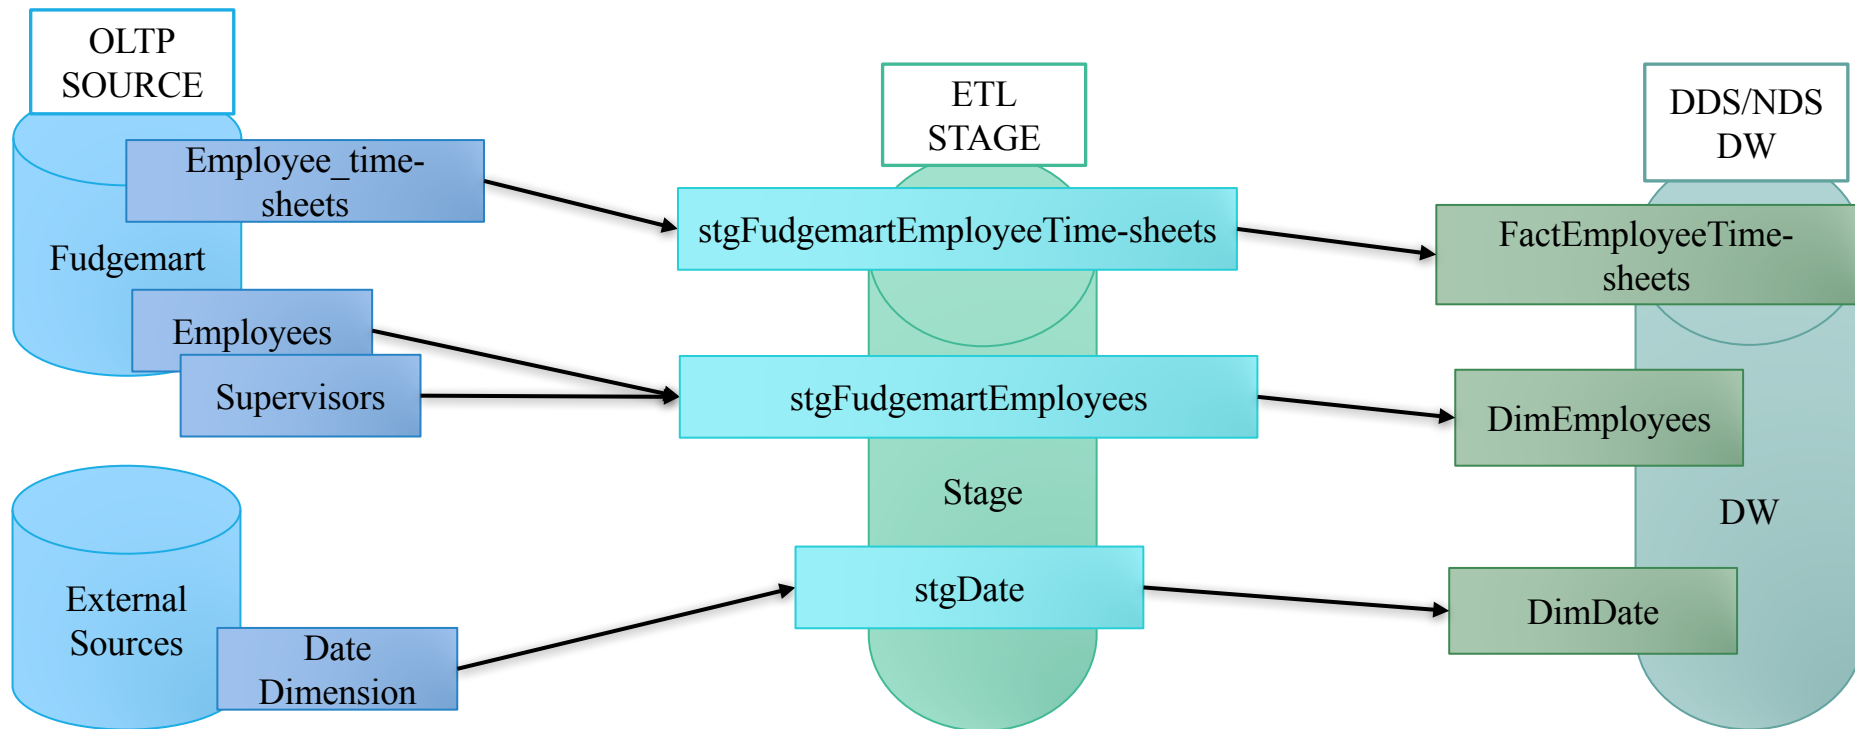 OLTP
SOURCE
ETL
STAGE
DDS/NDS
DW
Employee_time-
sheets
stgFudgemartEmployeeTime-sheets
FactEmployeeTime-
sheets
Fudgemart
Employees
Supervisors
stgFudgemartEmployees
DimEmployees
Stage
DW
External
Sources
Date
Dimension
stgDate
DimDate